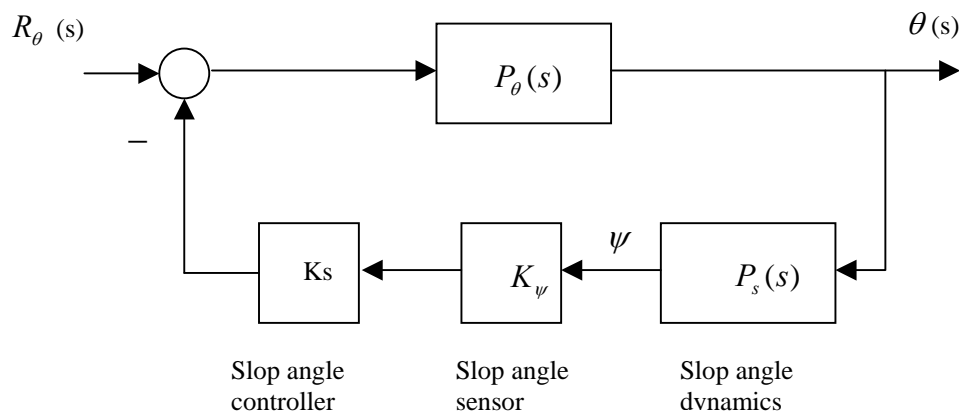 R_θ (s)
θ(s)
P_θ(s)
−
Ks
K_ψ
ψ
P_s(s)
Slop angle
controller
Slop angle
sensor
Slop angle
dynamics